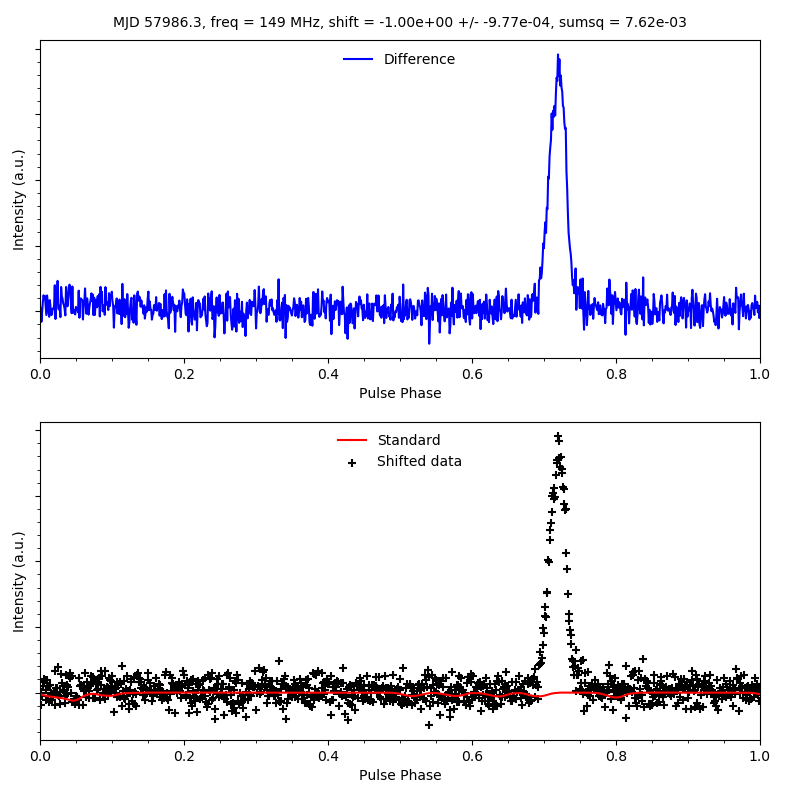 MJD 57986.3, freq = 149 MHz, shift = -1.00e+00 +/- -9.77e-04, sumsq = 7.62e-03
Difference
Intensity (a.u.)
0.0 0.2 0.4 0.6 0.8 1.0
Pulse Phase
Standard
Shifted data
Intensity (a.u.)
0.0 0.2 0.4 0.6 0.8 1.0
Pulse Phase